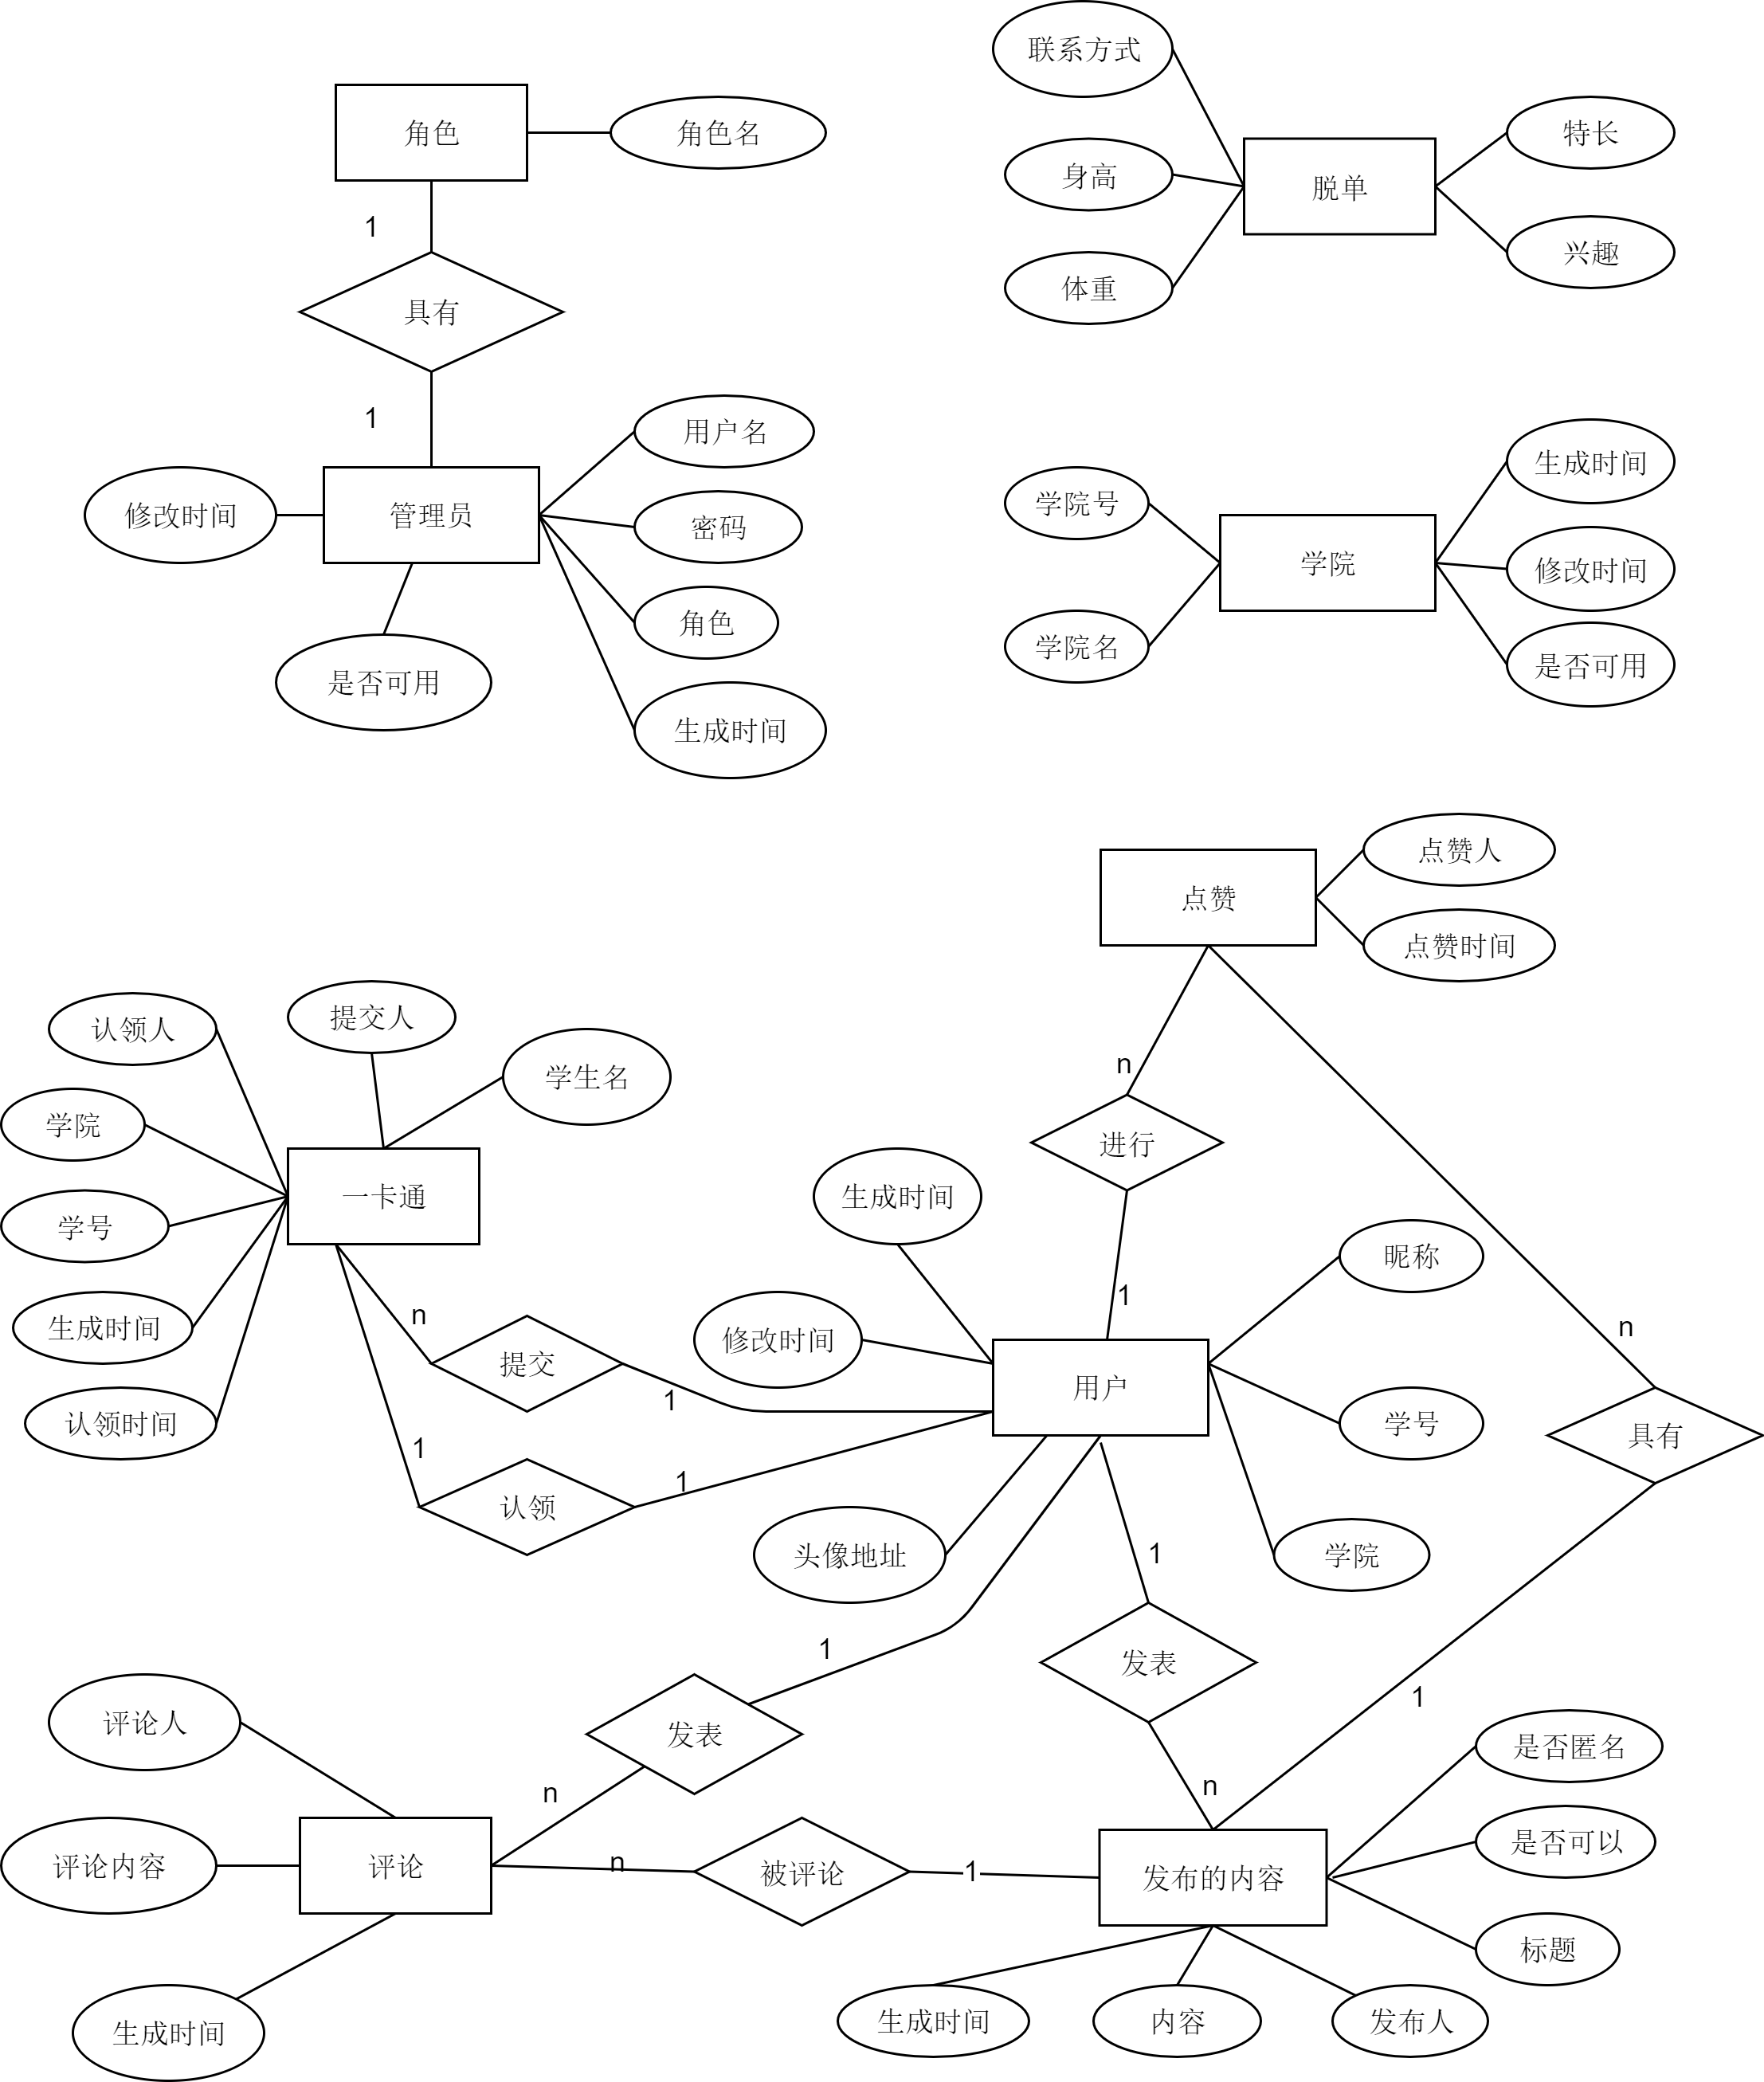 联系方式
角色
角色名
特长
身高
脱单
1
兴趣
体重
具有
1
用户名
生成时间
学院号
修改时间
管理员
密码
学院
修改时间
角色
学院名
是否可用
是否可用
生成时间
点赞人
点赞
点赞时间
提交人
认领人
学生名
n
学院
进行
一卡通
生成时间
学号
昵称
1
n
生成时间
修改时间
n
提交
用户
1
认领时间
学号
具有
1
1
认领
头像地址
1
学院
1
发表
1
评论人
发表
是否匿名
n
n
是否可以
评论内容
评论
n
被评论
1
发布的内容
标题
生成时间
生成时间
内容
发布人